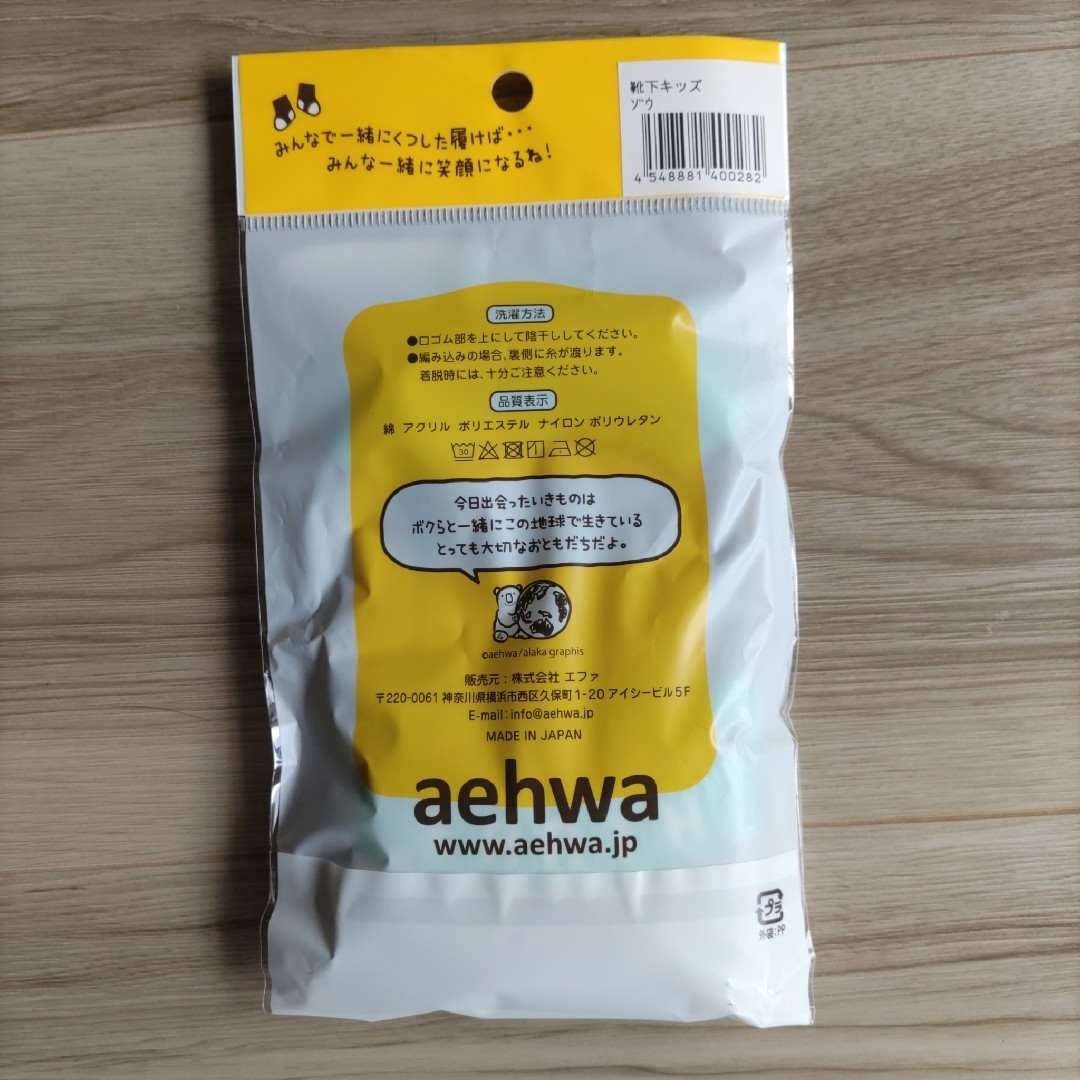 みんなで一緒にくつした履けば・・・
みんな一緒に笑顔になるね!
靴下キッズ
ゾウ
4 548881 400282
洗濯方法
●口ゴム部を上にして陰干ししてください。
●編み込みの場合、裏側に糸が渡ります。
着脱時には、十分ご注意ください。
品質表示
綿 アクリル ポリエステル ナイロン ポリウレタン
30
今日出会ったいきものは
ボクらと一緒にこの地球で生きている
とっても大切なおともだちだよ。
©aehwa/alaka graphis
販売元:株式会社 エファ
〒220-0061 神奈川県横浜市西区久保町1-20 アイシービル5F
E-mail:info@aehwa.jp
MADE IN JAPAN
aehwa
www.aehwa.jp
プラ
外袋:PP